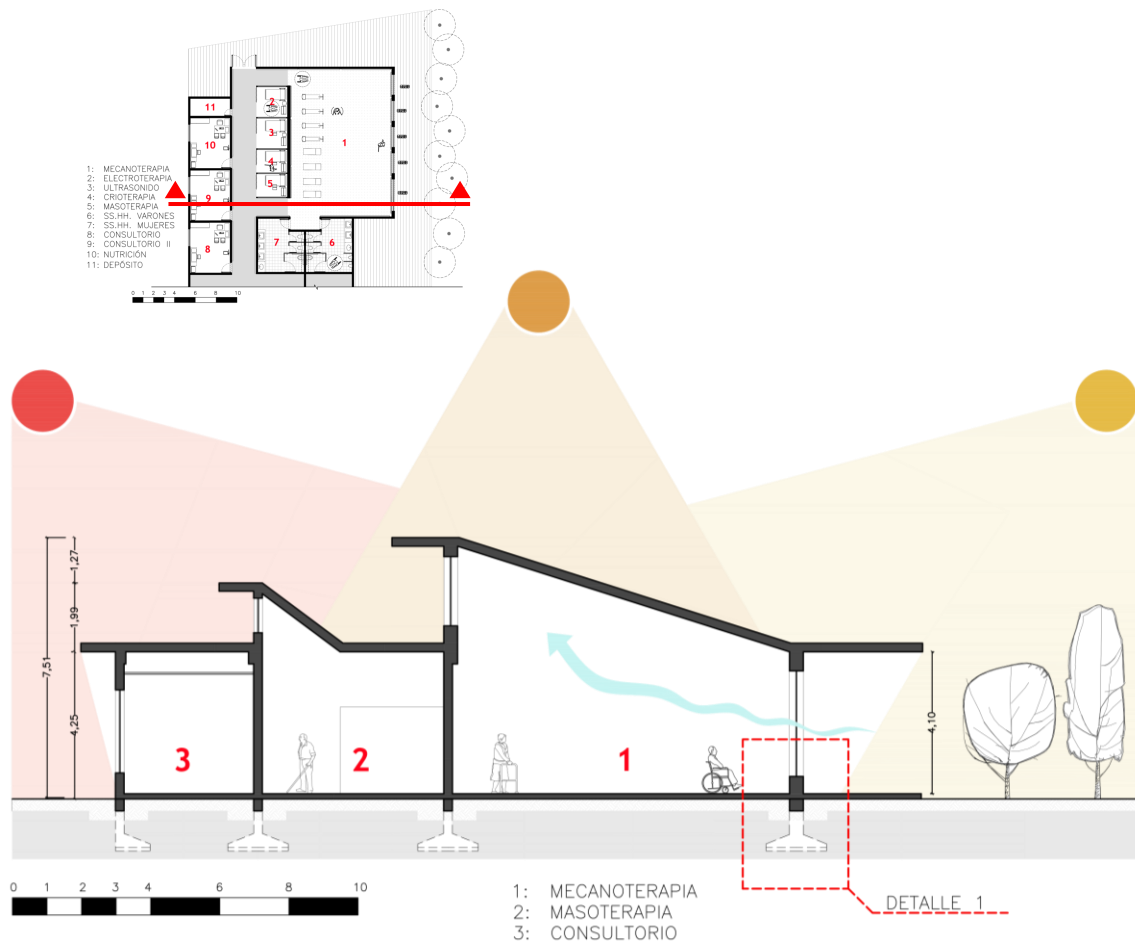 11
2
10
3
1
4
5
9
7
6
8
1: MECANOTERAPIA
2: ELECTROTERAPIA
3: ULTRASONIDO
4: CRIOTERAPIA
5: MASOTERAPIA
6: SS.HH. VARONES
7: SS.HH. MUJERES
8: CONSULTORIO
9: CONSULTORIO II
10: NUTRICIÓN
11: DEPÓSITO
0 1 2 3 4 6 8 10
1,27
1,99
7,51
4,25
4,10
3
2
1
0 1 2 3 4 6 8 10
1: MECANOTERAPIA
2: MASOTERAPIA
3: CONSULTORIO
DETALLE 1